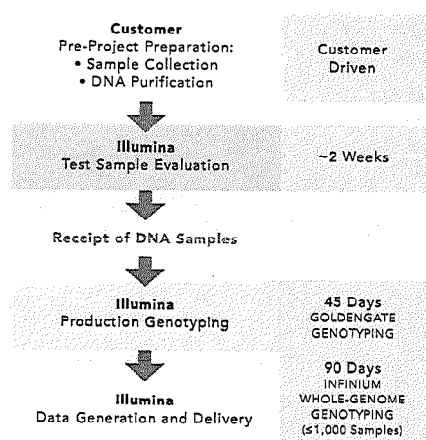 Customer
Pre-Project Preparation:
• Sample Collection
• DNA Purification
Customer
Driven
Illumina
Test Sample Evaluation
~2 Weeks
Receipt of DNA Samples
Illumina
Production Genotyping
45 Days
GOLDENGATE
GENOTYPING
Illumina
Data Generation and Delivery
90 Days
INFINIUM
WHOLE-GENOME
GENOTYPING
(≤1,000 Samples)